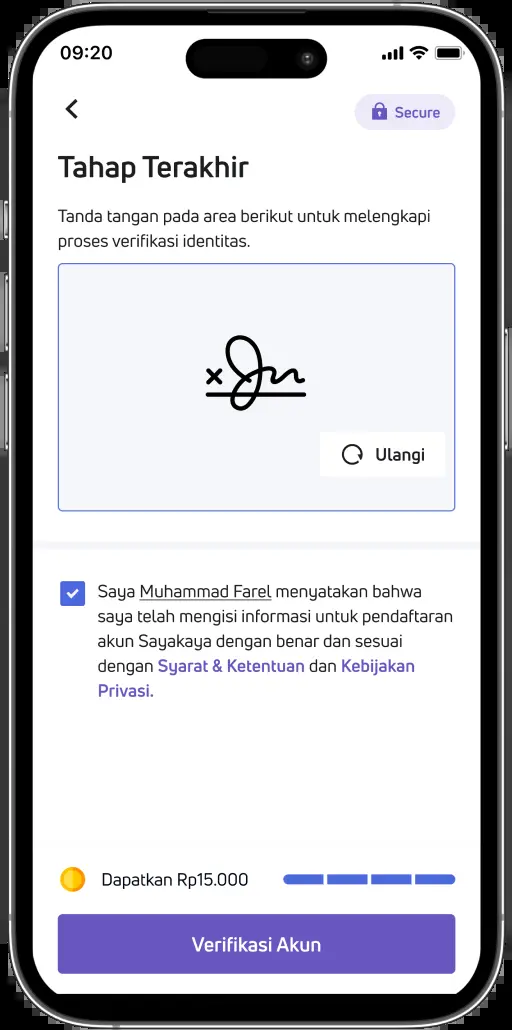 09:20
Secure
Tahap Terakhir
Tanda tangan pada area berikut untuk melengkapi
proses verifikasi identitas.
x
Ulangi
Saya Muhammad Farel menyatakan bahwa
saya telah mengisi informasi untuk pendaftaran
akun Sayakaya dengan benar dan sesuai
dengan Syarat & Ketentuan dan Kebijakan
Privasi.
Dapatkan Rp15.000
Verifikasi Akun